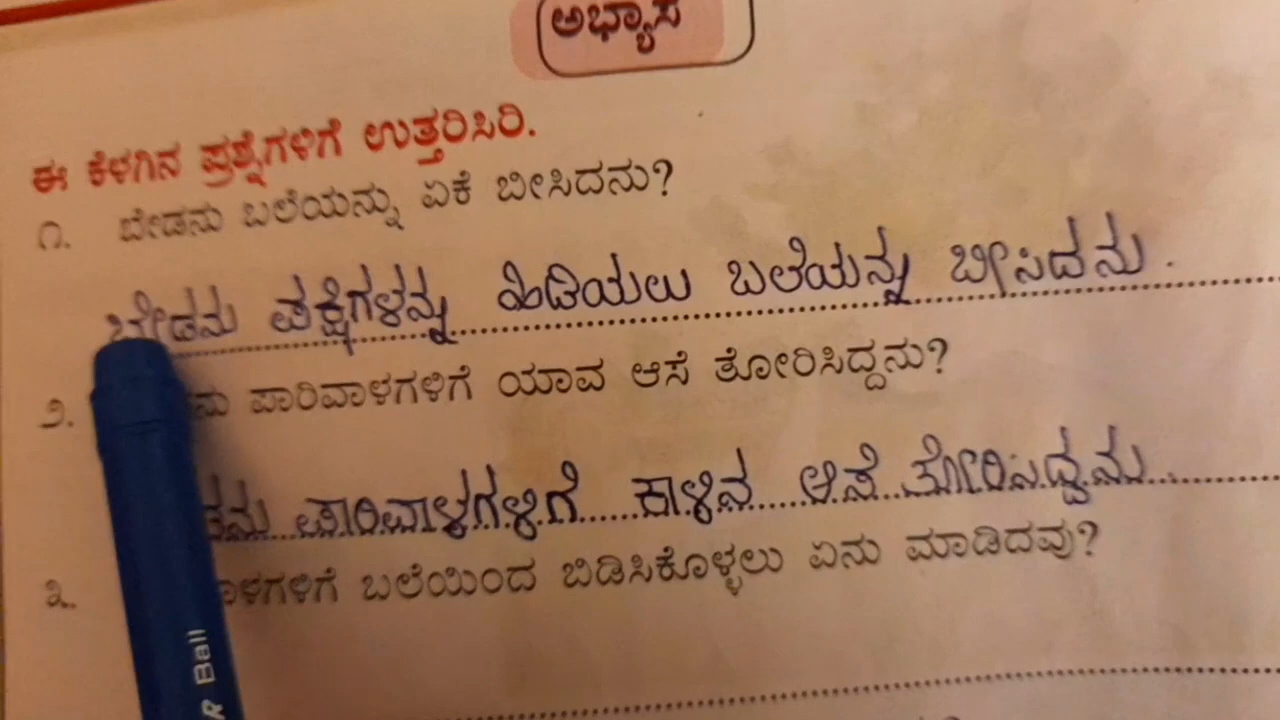 ಅಭ್ಯಾಸ
ಈ ಕೆಳಗಿನ ಪ್ರಶ್ನೆಗಳಿಗೆ ಉತ್ತರಿಸಿರಿ.
೧. ಬೇಡನು ಬಲೆಯನ್ನು ಏಕೆ ಬೀಸಿದನು?
ಬೇಡನು ಪಕ್ಷಿಗಳನ್ನು ಹಿಡಿಯಲು ಬಲೆಯನ್ನು ಬೀಸಿದನು.
೨. ಪಾರಿವಾಳಗಳಿಗೆ ಯಾವ ಆಸೆ ತೋರಿಸಿದ್ದನು?
ಪಾರಿವಾಳಗಳಿಗೆ ಕಾಳಿನ ಆಸೆ ತೋರಿಸಿದ್ದನು.
೩. ಬಲೆಯಿಂದ ಬಿಡಿಸಿಕೊಳ್ಳಲು ಏನು ಮಾಡಿದವು?
Ball